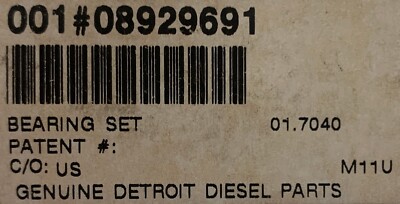 001#08929691
BEARING SET 01.7040
PATENT #:
C/O: US M11U
GENUINE DETROIT DIESEL PARTS